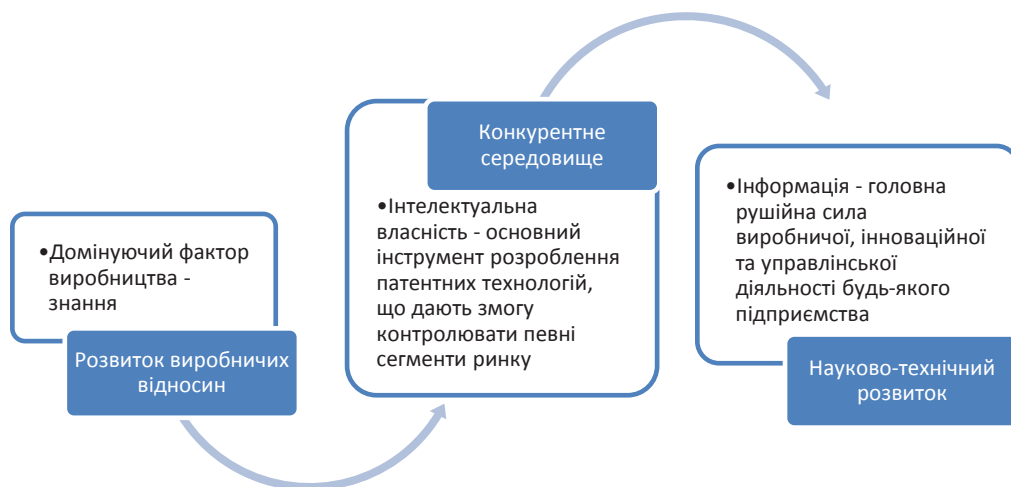 •Домінуючий фактор
виробництва -
знання
Розвиток виробничих
відносин
Конкурентне
середовище
•Інтелектуальна
власність - основний
інструмент розроблення
патентних технологій,
що дають змогу
контролювати певні
сегменти ринку
•Інформація - головна
рушійна сила
виробничої, інноваційної
та управлінської
діяльності будь-якого
підприємства
Науково-технічний
розвиток